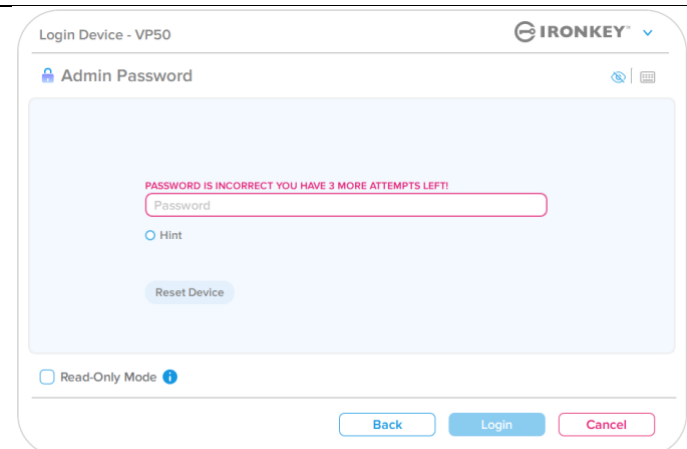 Login Device - VP50
IRONKEY™
Admin Password
PASSWORD IS INCORRECT YOU HAVE 3 MORE ATTEMPTS LEFT!
Password
Hint
Reset Device
Read-Only Mode
Back
Login
Cancel